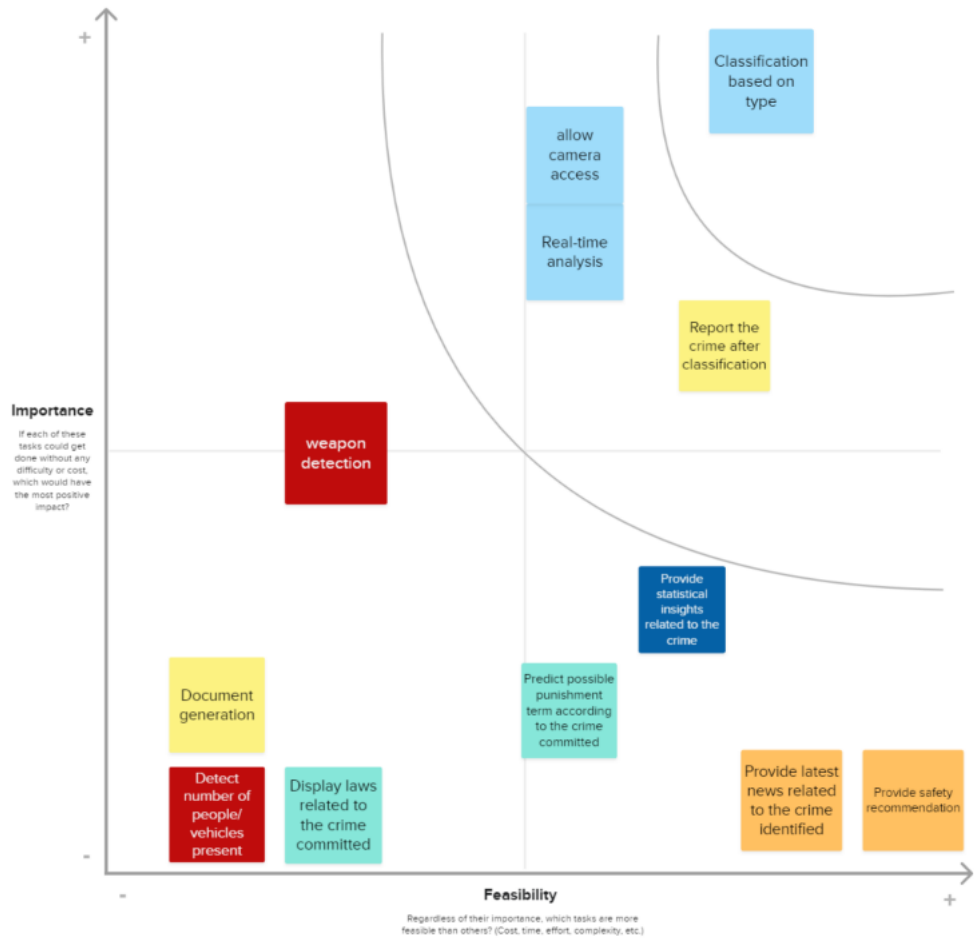 +
Classification
based on
type
allow
camera
access
Real-time
analysis
Report the
crime after
classification
Importance
If each of these
tasks could get
done without any
difficulty or cost,
which would have
the most positive
impact?
weapon
detection
Provide
statistical
insights
related to the
crime
Document
generation
Predict possible
punishment
term according
to the crime
committed
Detect
number of
people/
vehicles
present
Display laws
related to
the crime
committed
Provide latest
news related
to the crime
identified
Provide safety
recommendation
-
-
Feasibility
+
Regardless of their importance, which tasks are more
feasible than others? (Cost, time, effort, complexity, etc.)